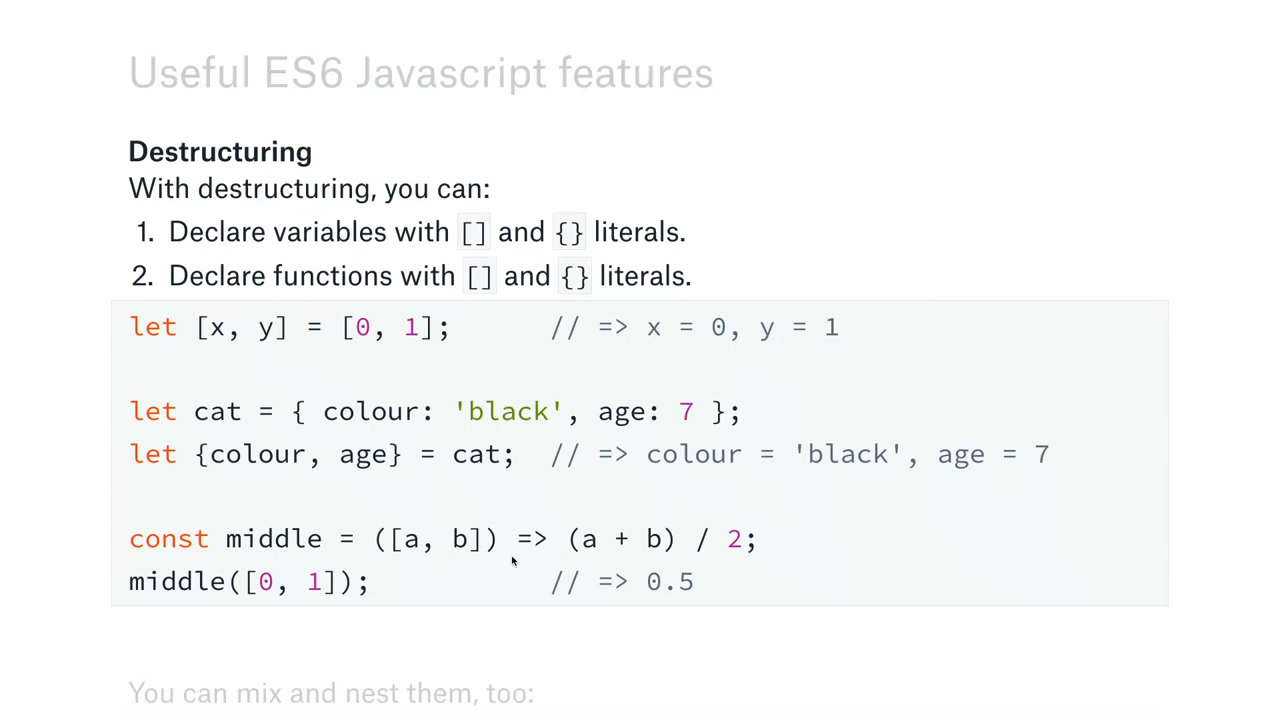 Useful ES6 Javascript features
Destructuring
With destructuring, you can:
1. Declare variables with [] and {} literals.
2. Declare functions with [] and {} literals.
let [x, y] = [0, 1];      // => x = 0, y = 1
let cat = { colour: 'black', age: 7 };
let {colour, age} = cat;  // => colour = 'black', age = 7
const middle = ([a, b]) => (a + b) / 2;
middle([0, 1]);           // => 0.5
You can mix and nest them, too: